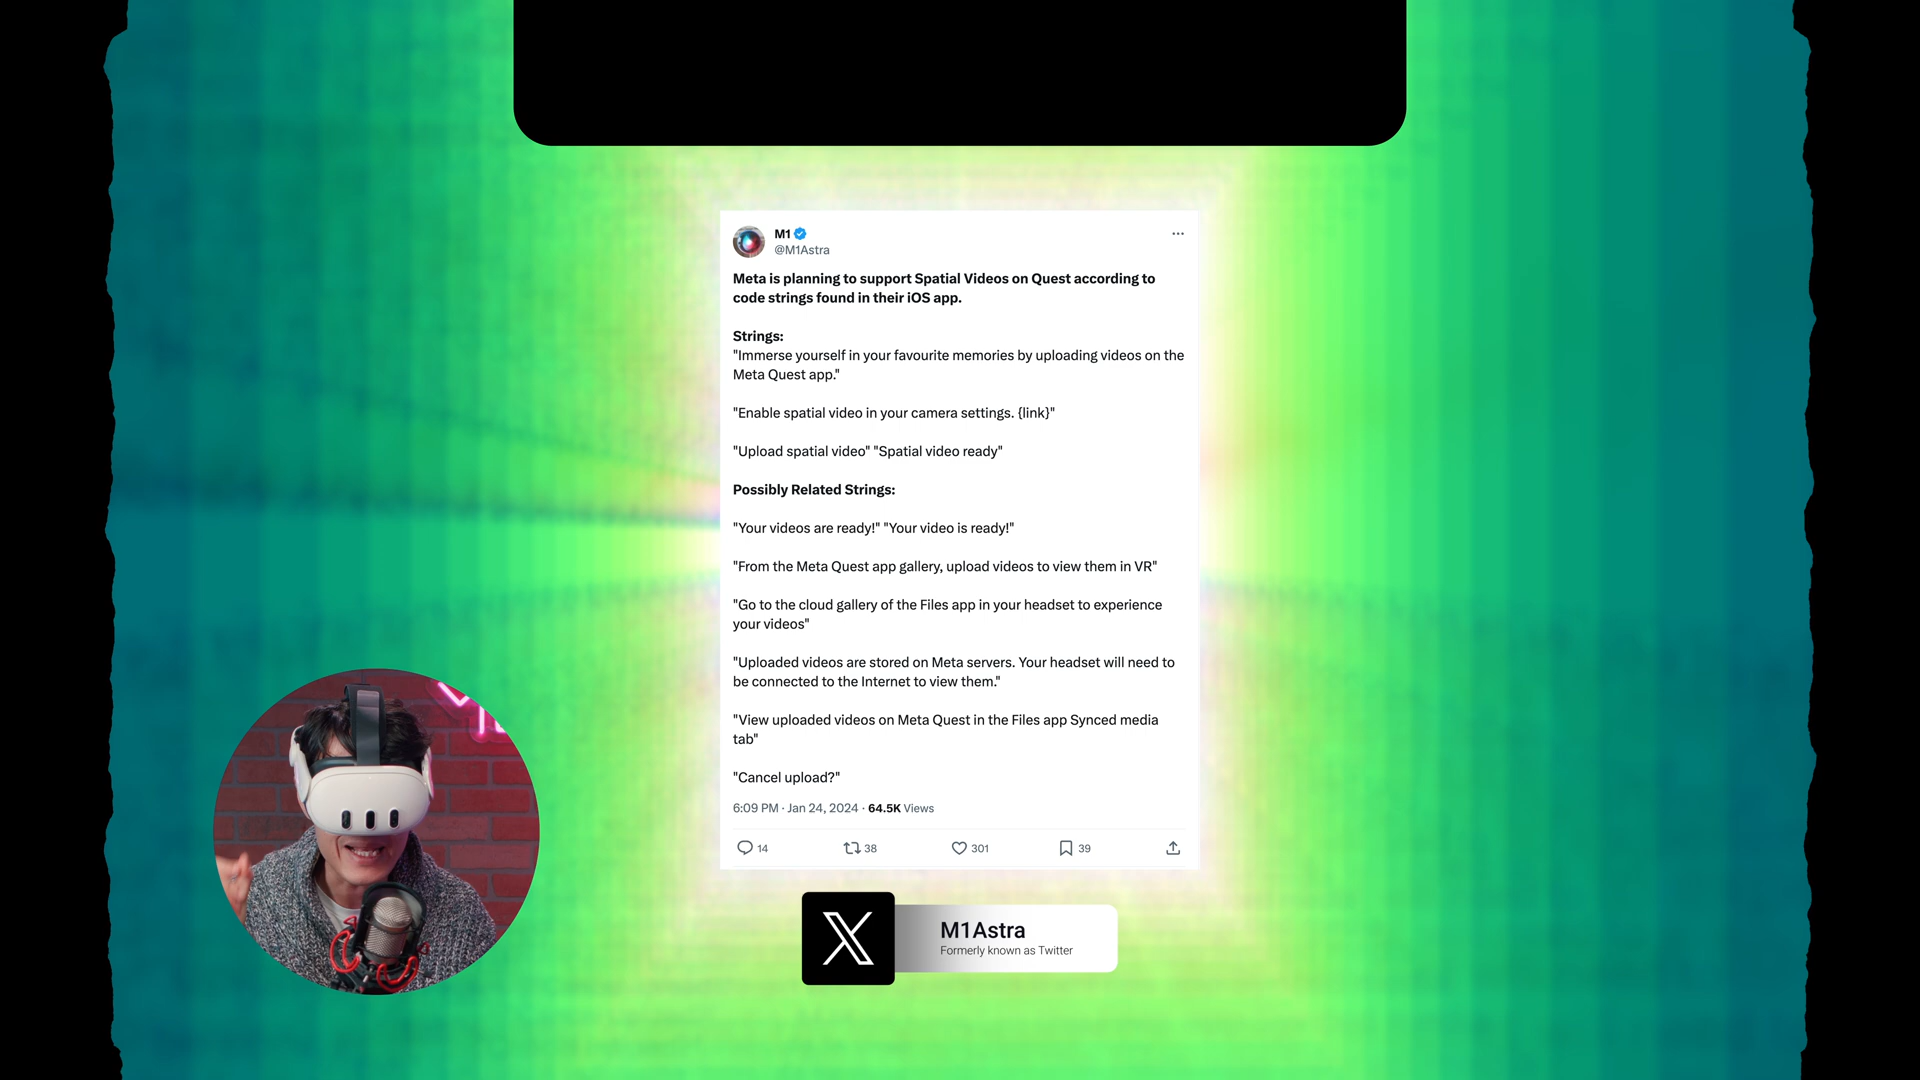 M1
@M1Astra
Meta is planning to support Spatial Videos on Quest according to
code strings found in their iOS app.
Strings:
"Immerse yourself in your favourite memories by uploading videos on the
Meta Quest app."
"Enable spatial video in your camera settings. {link}"
"Upload spatial video" "Spatial video ready"
Possibly Related Strings:
"Your videos are ready!" "Your video is ready!"
"From the Meta Quest app gallery, upload videos to view them in VR"
"Go to the cloud gallery of the Files app in your headset to experience
your videos"
"Uploaded videos are stored on Meta servers. Your headset will need to
be connected to the Internet to view them."
"View uploaded videos on Meta Quest in the Files app Synced media
tab"
"Cancel upload?"
6:09 PM · Jan 24, 2024 · 64.5K Views
14 38 301 39
X
M1Astra
Formerly known as Twitter